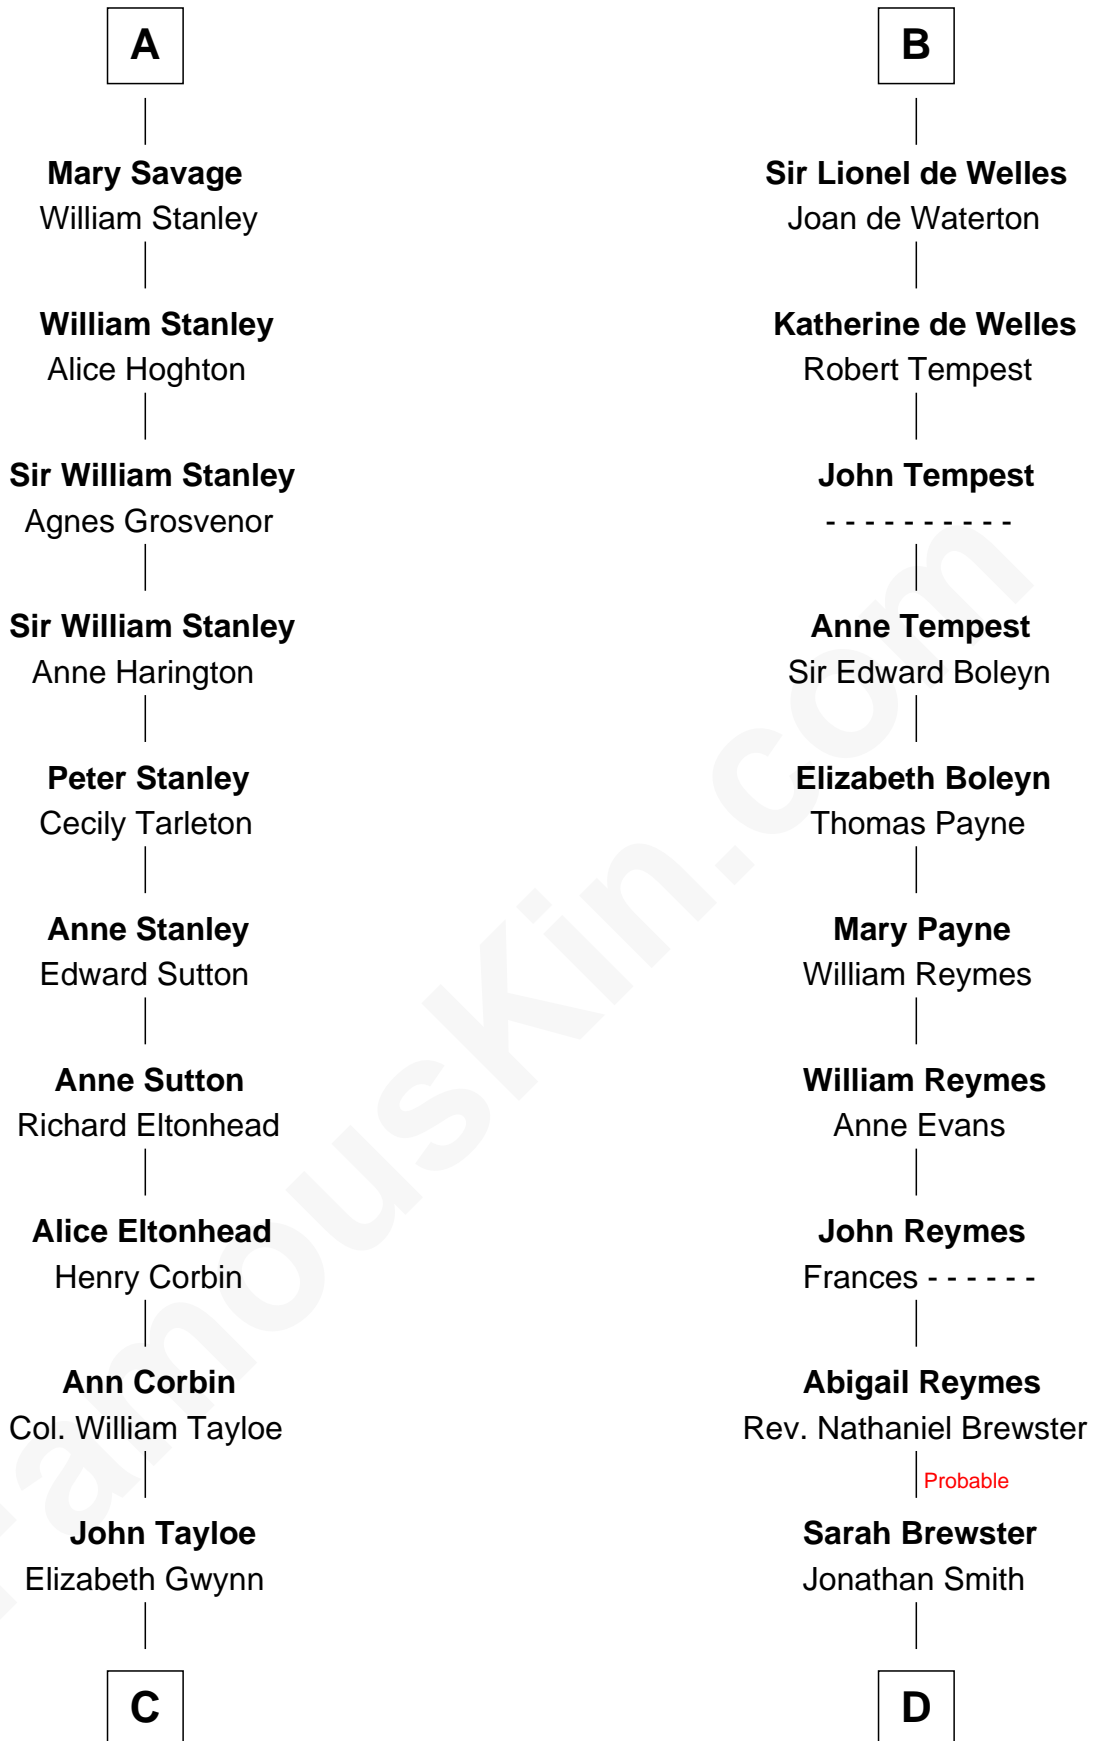 A
Mary Savage
William Stanley
William Stanley
Alice Hoghton
Sir William Stanley
Agnes Grosvenor
Sir William Stanley
Anne Harington
Peter Stanley
Cecily Tarleton
Anne Stanley
Edward Sutton
Anne Sutton
Richard Eltonhead
Alice Eltonhead
Henry Corbin
Ann Corbin
Col. William Tayloe
John Tayloe
Elizabeth Gwynn
C
B
Sir Lionel de Welles
Joan de Waterton
Katherine de Welles
Robert Tempest
John Tempest
- - - - - - - - - -
Anne Tempest
Sir Edward Boleyn
Elizabeth Boleyn
Thomas Payne
Mary Payne
William Reymes
William Reymes
Anne Evans
John Reymes
Frances - - - - - -
Abigail Reymes
Rev. Nathaniel Brewster
Probable
Sarah Brewster
Jonathan Smith
D
FamousKin.com